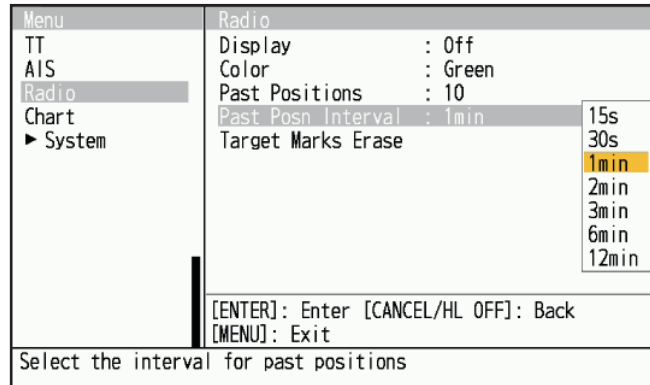 Menu
TT
AIS
Radio
Chart
► System
Radio
Display : Off
Color : Green
Past Positions : 10
Past Posn Interval : 1min
Target Marks Erase
15s
30s
1min
2min
3min
6min
12min
[ENTER]: Enter [CANCEL/HL OFF]: Back
[MENU]: Exit
Select the interval for past positions